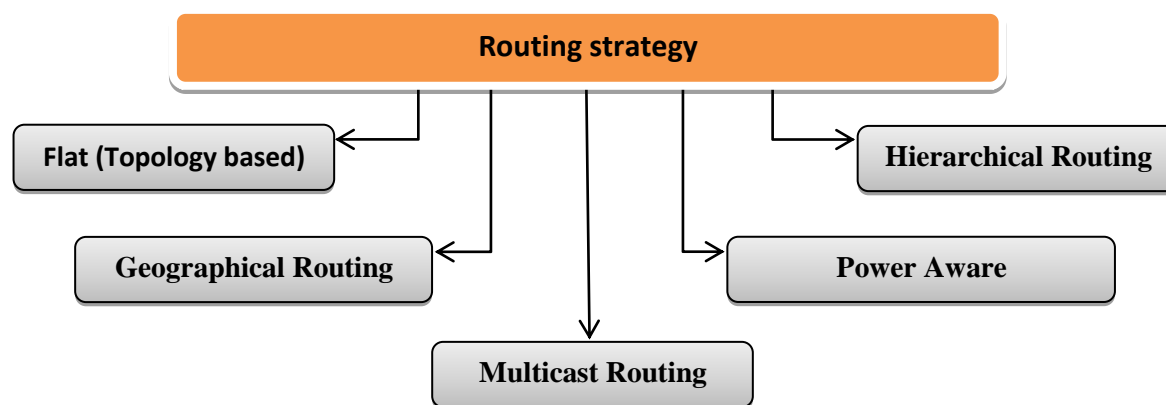 Routing strategy
Flat (Topology based)
Hierarchical Routing
Geographical Routing
Power Aware
Multicast Routing